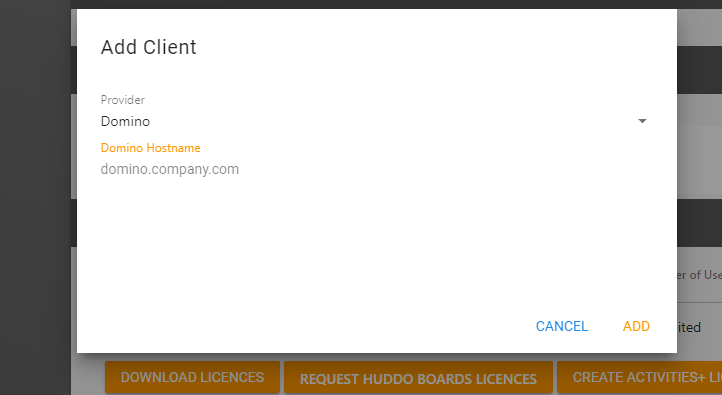 Add Client
Provider
Domino
Domino Hostname
domino.company.com
er of Use
CANCEL ADD
ited
DOWNLOAD LICENCES REQUEST HUDDO BOARDS LICENCES CREATE ACTIVITIES+ LI